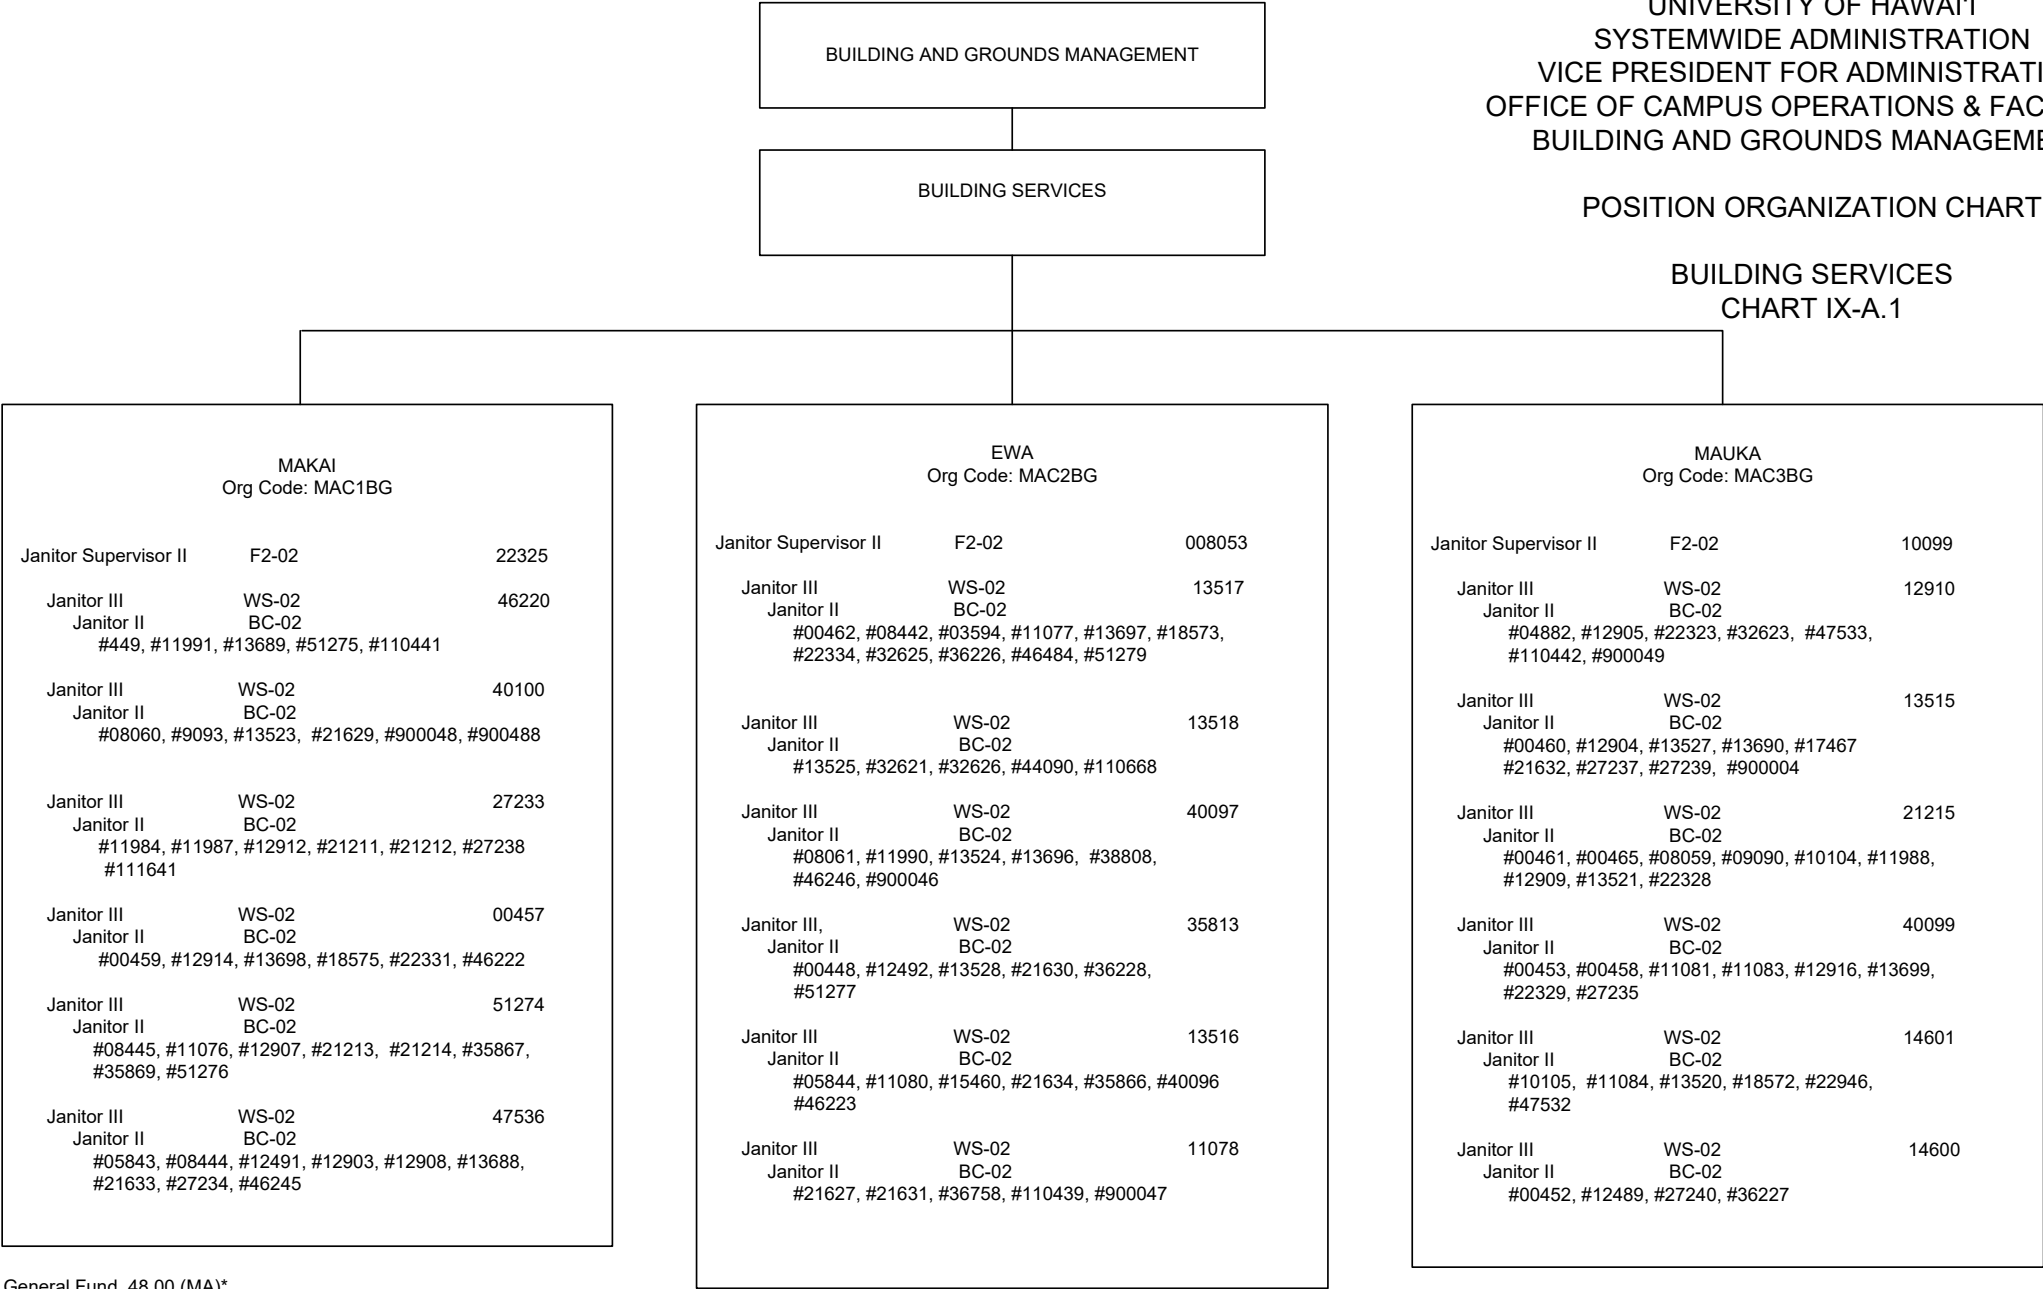 UNIVERSITY OF HAWAI'I
SYSTEMWIDE ADMINISTRATION
VICE PRESIDENT FOR ADMINISTRATI
OFFICE OF CAMPUS OPERATIONS & FAC
BUILDING AND GROUNDS MANAGEME
POSITION ORGANIZATION CHART
BUILDING SERVICES
CHART IX-A.1
BUILDING AND GROUNDS MANAGEMENT
BUILDING SERVICES
MAKAI
Org Code: MAC1BG
Janitor Supervisor II F2-02 22325
Janitor III WS-02 46220
Janitor II BC-02
#449, #11991, #13689, #51275, #110441
Janitor III WS-02 40100
Janitor II BC-02
#08060, #9093, #13523, #21629, #900048, #900488
Janitor III WS-02 27233
Janitor II BC-02
#11984, #11987, #12912, #21211, #21212, #27238
#111641
Janitor III WS-02 00457
Janitor II BC-02
#00459, #12914, #13698, #18575, #22331, #46222
Janitor III WS-02 51274
Janitor II BC-02
#08445, #11076, #12907, #21213, #21214, #35867,
#35869, #51276
Janitor III WS-02 47536
Janitor II BC-02
#05843, #08444, #12491, #12903, #12908, #13688,
#21633, #27234, #46245
EWA
Org Code: MAC2BG
Janitor Supervisor II F2-02 008053
Janitor III WS-02 13517
Janitor II BC-02
#00462, #08442, #03594, #11077, #13697, #18573,
#22334, #32625, #36226, #46484, #51279
Janitor III WS-02 13518
Janitor II BC-02
#13525, #32621, #32626, #44090, #110668
Janitor III WS-02 40097
Janitor II BC-02
#08061, #11990, #13524, #13696, #38808,
#46246, #900046
Janitor III, WS-02 35813
Janitor II BC-02
#00448, #12492, #13528, #21630, #36228,
#51277
Janitor III WS-02 13516
Janitor II BC-02
#05844, #11080, #15460, #21634, #35866, #40096
#46223
Janitor III WS-02 11078
Janitor II BC-02
#21627, #21631, #36758, #110439, #900047
MAUKA
Org Code: MAC3BG
Janitor Supervisor II F2-02 10099
Janitor III WS-02 12910
Janitor II BC-02
#04882, #12905, #22323, #32623, #47533,
#110442, #900049
Janitor III WS-02 13515
Janitor II BC-02
#00460, #12904, #13527, #13690, #17467
#21632, #27237, #27239, #900004
Janitor III WS-02 21215
Janitor II BC-02
#00461, #00465, #08059, #09090, #10104, #11988,
#12909, #13521, #22328
Janitor III WS-02 40099
Janitor II BC-02
#00453, #00458, #11081, #11083, #12916, #13699,
#22329, #27235
Janitor III WS-02 14601
Janitor II BC-02
#10105, #11084, #13520, #18572, #22946,
#47532
Janitor III WS-02 14600
Janitor II BC-02
#00452, #12489, #27240, #36227
General Fund 48.00 (MA)*